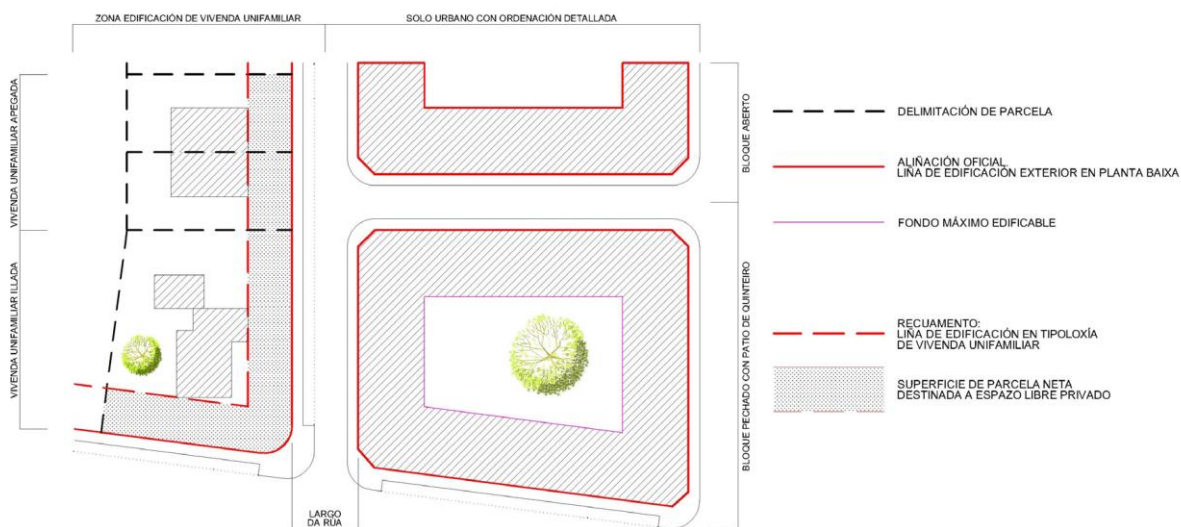 ZONA EDIFICACIÓN DE VIVENDA UNIFAMILIAR
SOLO URBANO CON ORDENACIÓN DETALLADA
VIVENDA UNIFAMILIAR APEGADA
VIVENDA UNIFAMILIAR ILLADA
BLOQUE ABERTO
BLOQUE PECHADO CON PATIO DE QUINTEIRO
LARGO
DA RÚA
DELIMITACIÓN DE PARCELA
ALIÑACIÓN OFICIAL.
LIÑA DE EDIFICACIÓN EXTERIOR EN PLANTA BAIXA
FONDO MÁXIMO EDIFICABLE
RECUAMENTO:
LIÑA DE EDIFICACIÓN EN TIPOLOXÍA
DE VIVENDA UNIFAMILIAR
SUPERFICIE DE PARCELA NETA
DESTINADA A ESPAZO LIBRE PRIVADO